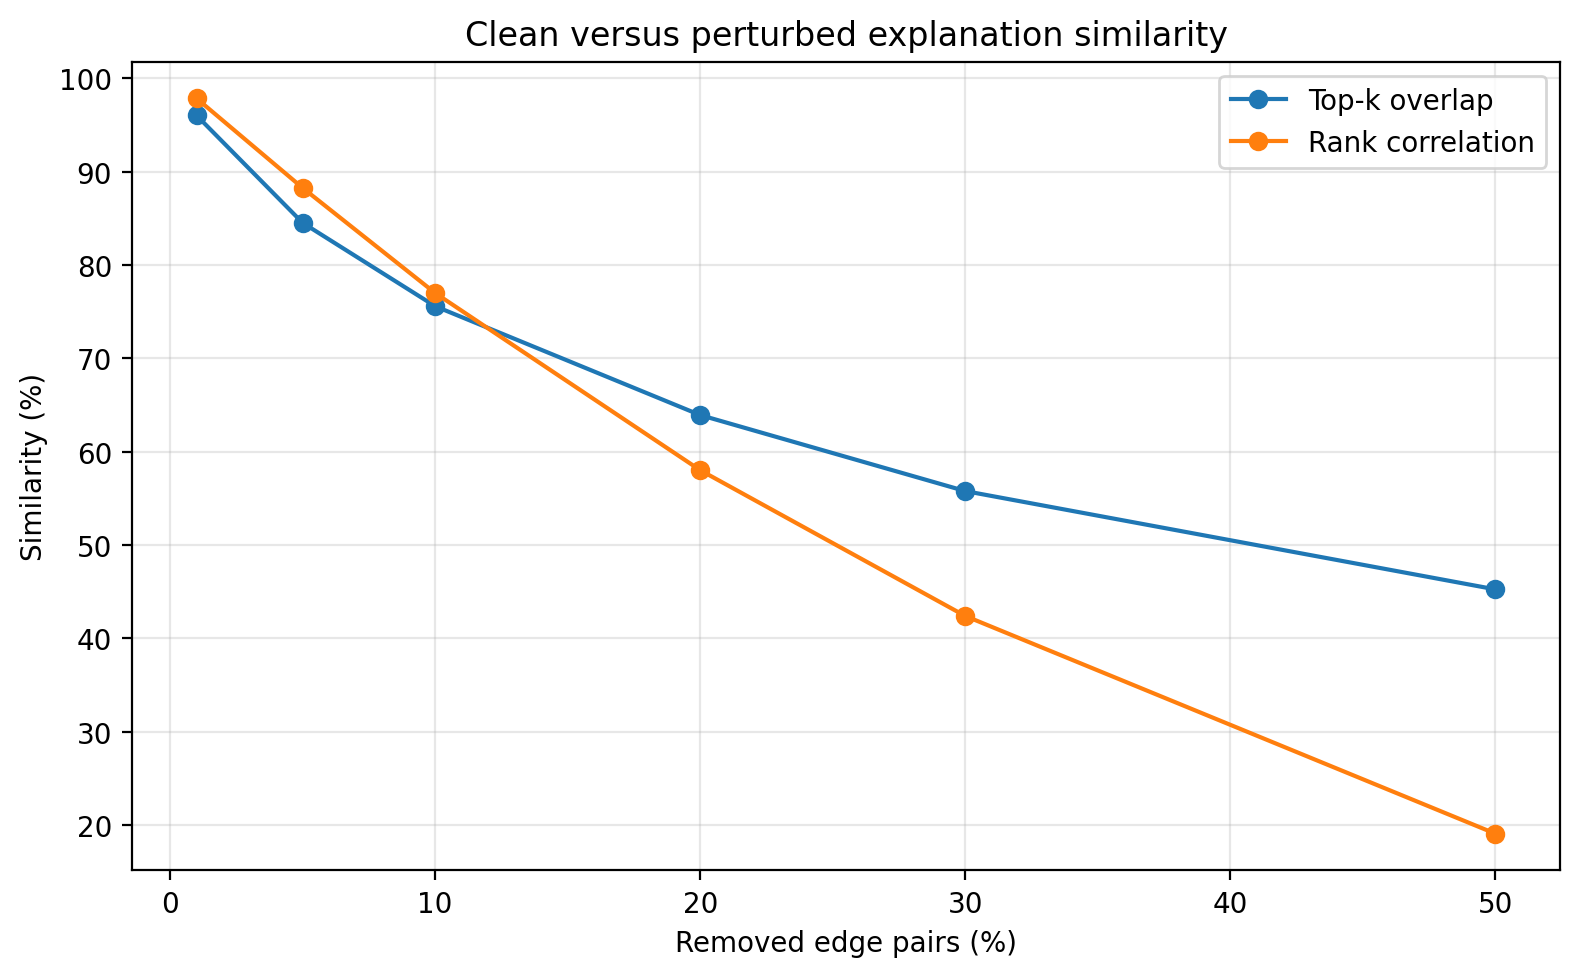 Clean versus perturbed explanation similarity
Top-k overlap
Rank correlation
Similarity (%)
100
90
80
70
60
50
40
30
20
0 10 20 30 40 50
Removed edge pairs (%)